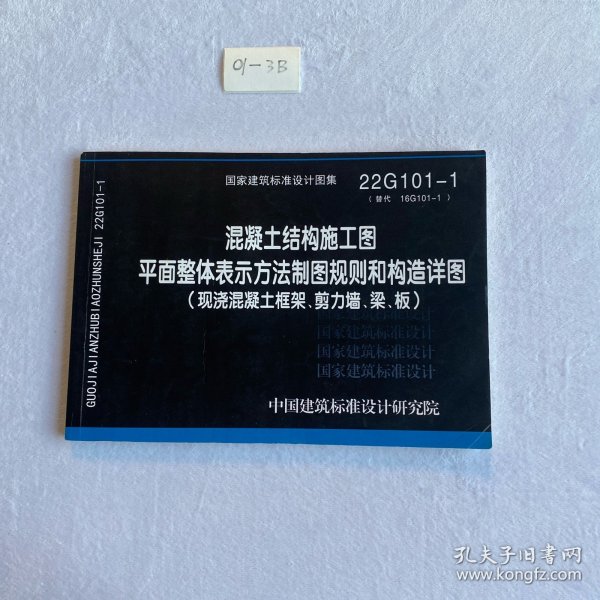 01-3B
国家建筑标准设计图集 22G101-1
（替代 16G101-1）
混凝土结构施工图
平面整体表示方法制图规则和构造详图
（现浇混凝土框架、剪力墙、梁、板）
国家建筑标准设计
国家建筑标准设计
国家建筑标准设计
中国建筑标准设计研究院
GUOJIAJIANZHUBIAOZHUNSHEJI 22G101-1
孔夫子旧书网
www.kongfz.com